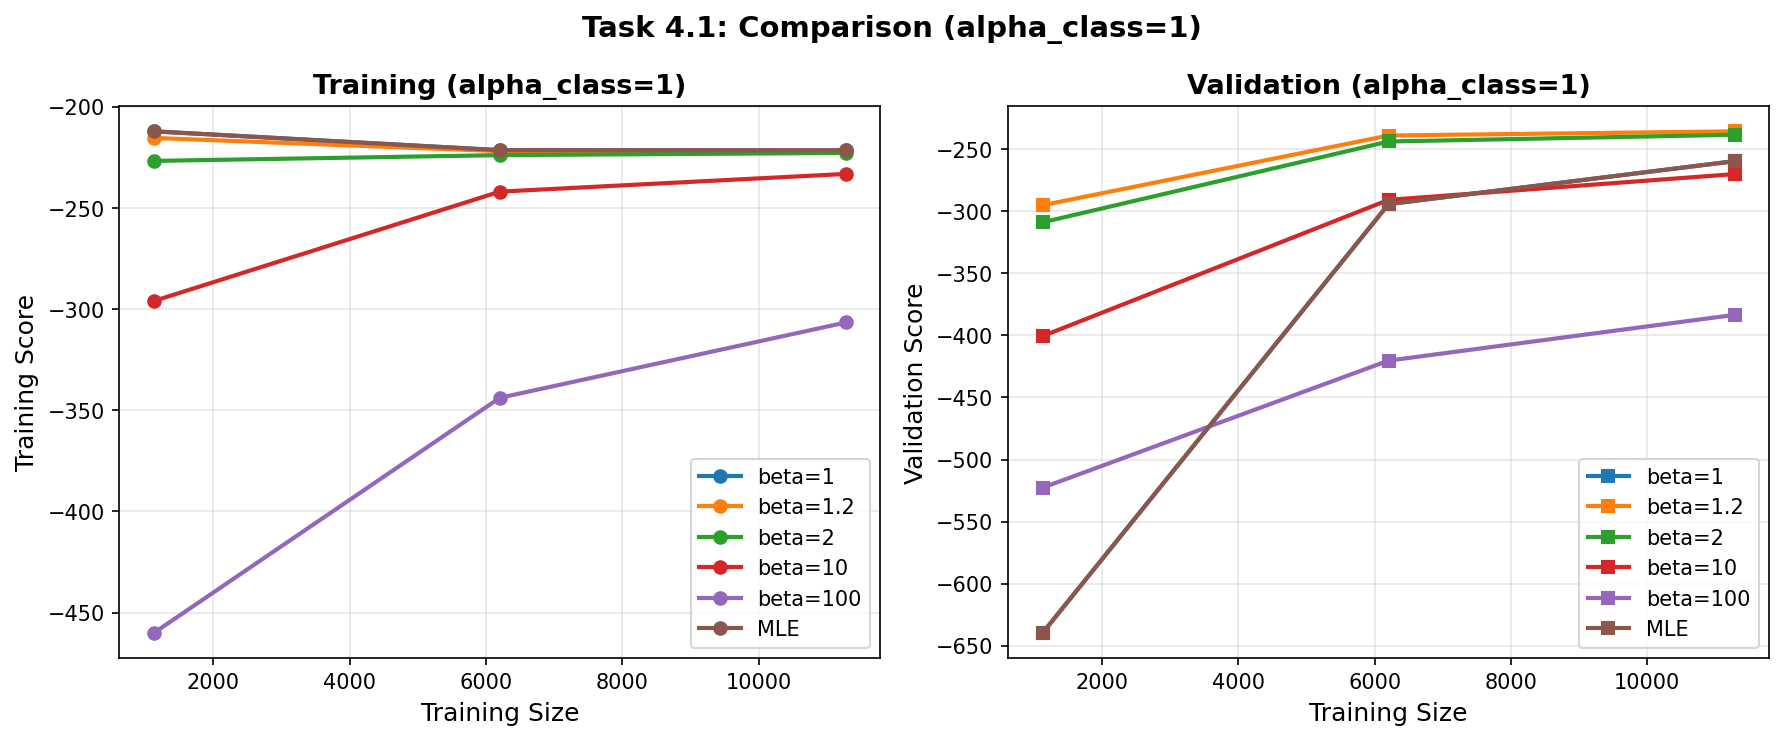 Task 4.1: Comparison (alpha_class=1)
Training (alpha_class=1)
−200
−250
−300
−350
−400
−450
Training Score
2000
4000
6000
8000
10000
Training Size
beta=1
beta=1.2
beta=2
beta=10
beta=100
MLE
Validation (alpha_class=1)
−250
−300
−350
−400
−450
−500
−550
−600
−650
Validation Score
2000
4000
6000
8000
10000
Training Size
beta=1
beta=1.2
beta=2
beta=10
beta=100
MLE